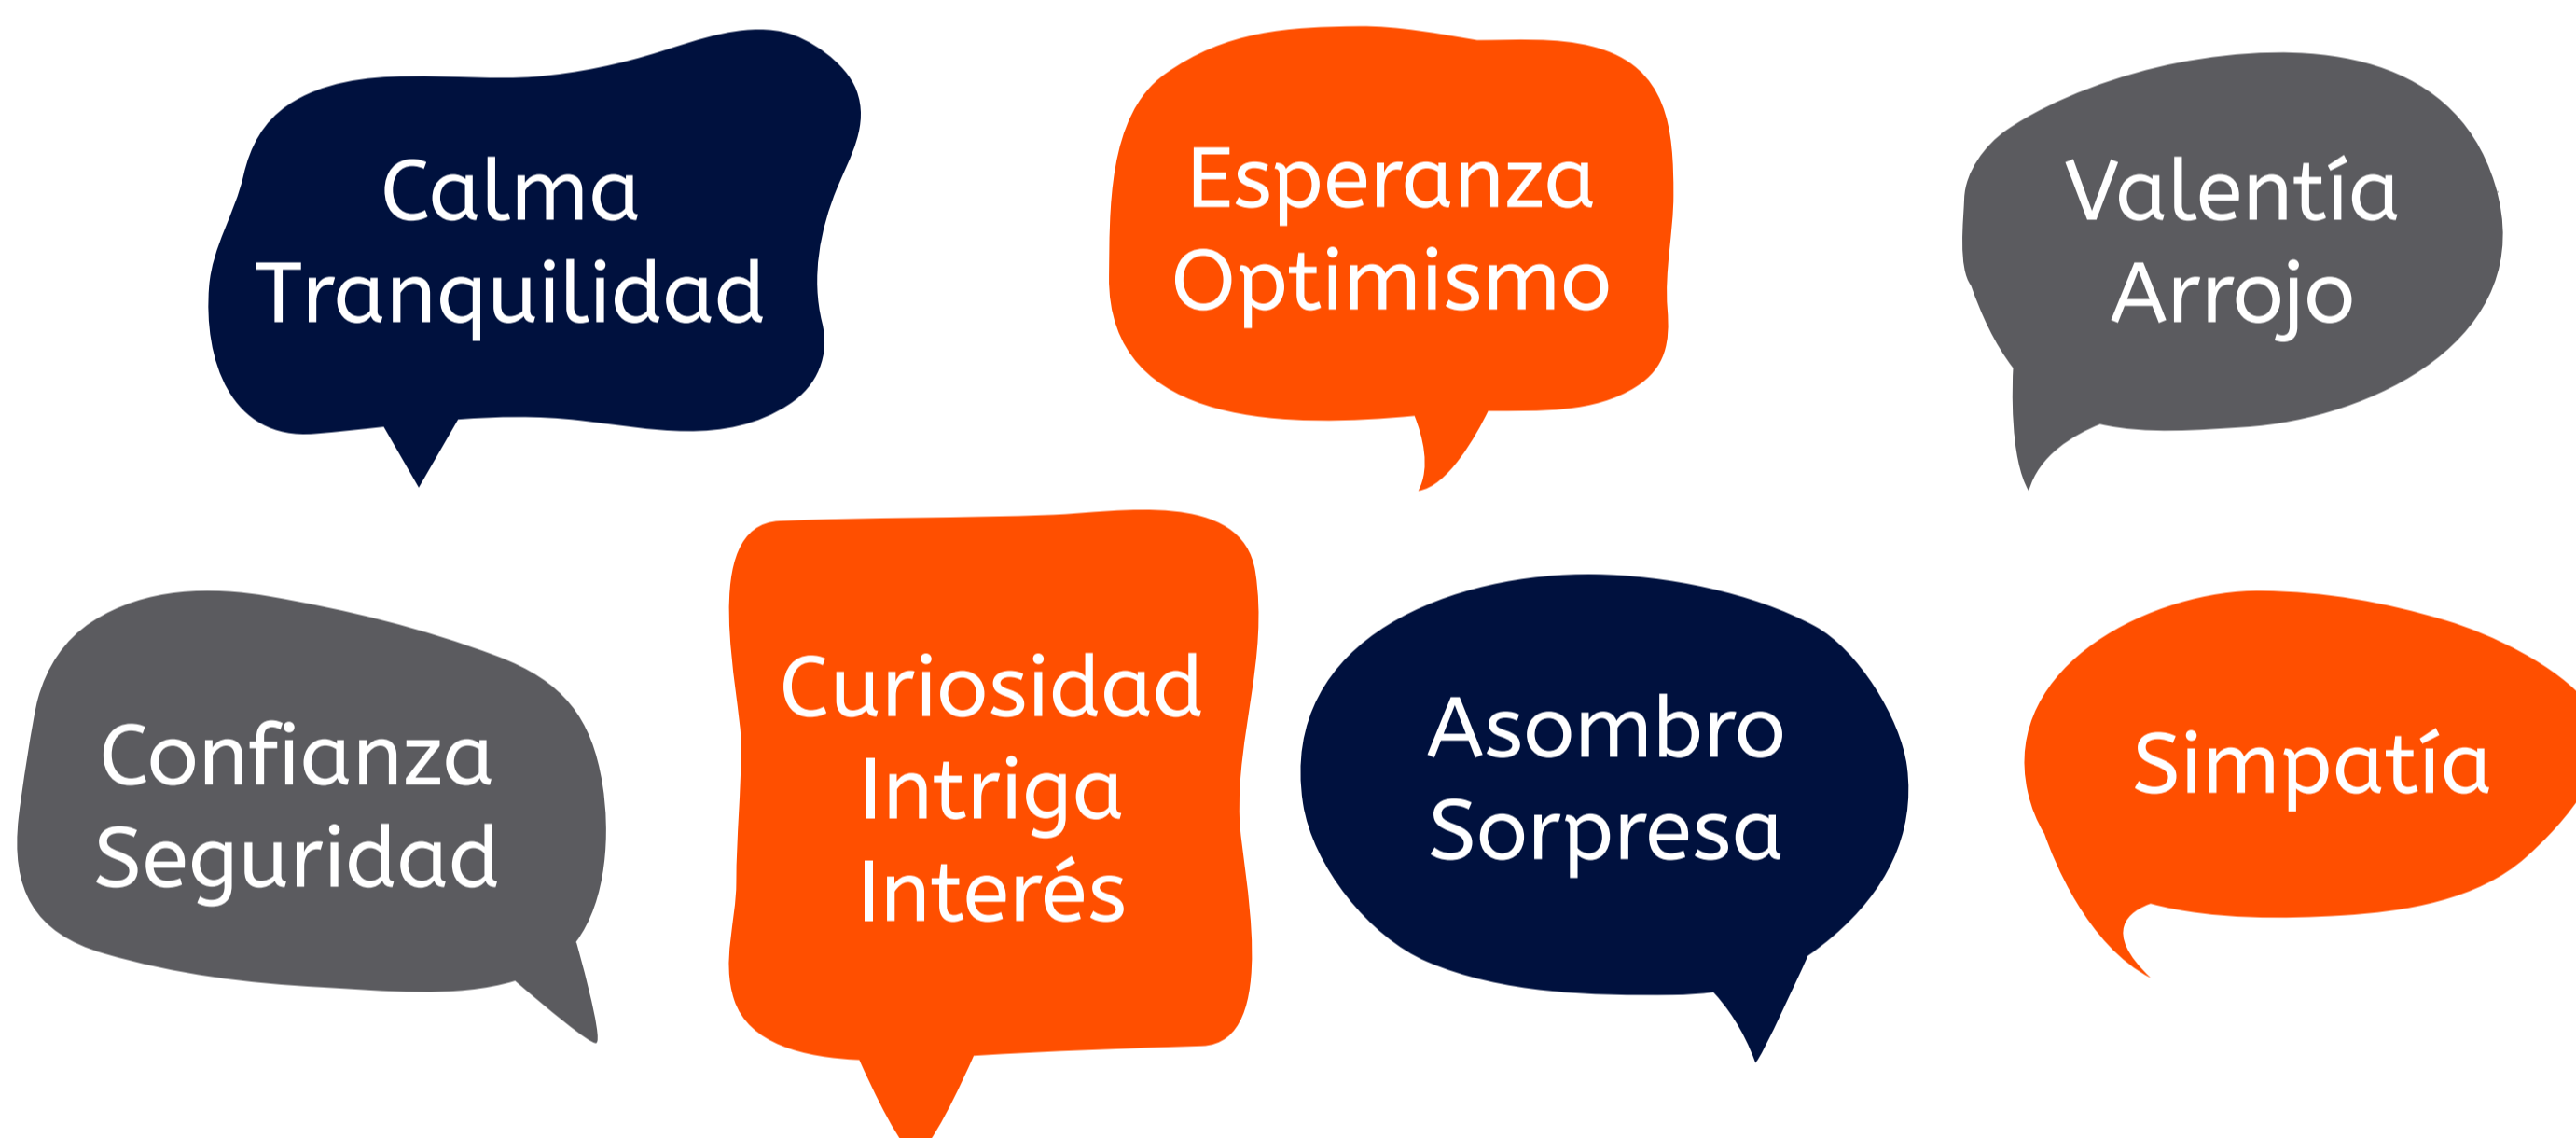 Calma
Tranquilidad
Esperanza
Optimismo
Valentía
Arrojo
Confianza
Seguridad
Curiosidad
Intriga
Interés
Asombro
Sorpresa
Simpatía